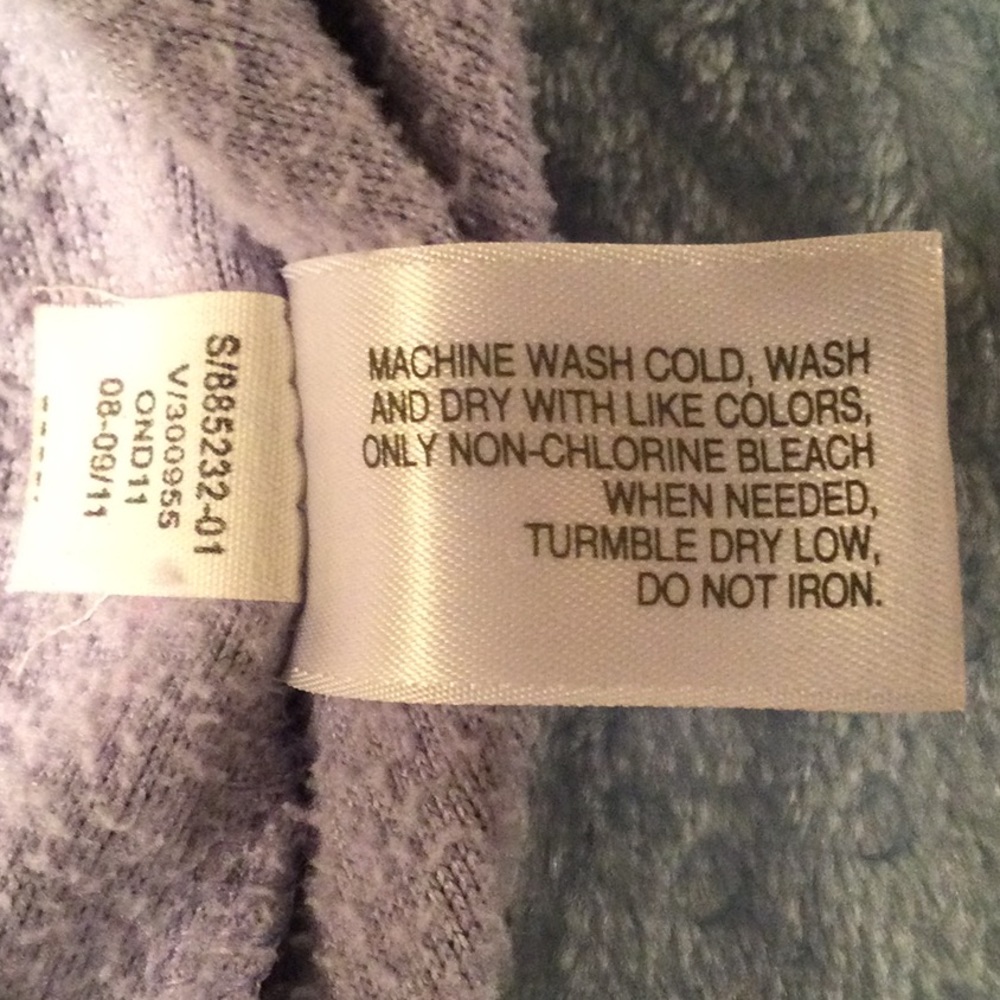 MACHINE WASH COLD, WASH
AND DRY WITH LIKE COLORS,
ONLY NON-CHLORINE BLEACH
WHEN NEEDED,
TURMBLE DRY LOW,
DO NOT IRON.
S/885232-01
V/300955
OND11
08-09/11